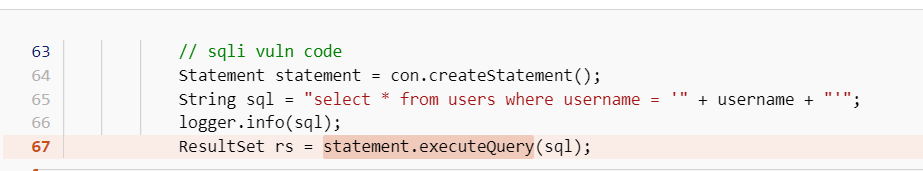 63 // sqli vuln code
64 Statement statement = con.createStatement();
65 String sql = "select * from users where username = '" + username + "'";
66 logger.info(sql);
67 ResultSet rs = statement.executeQuery(sql);